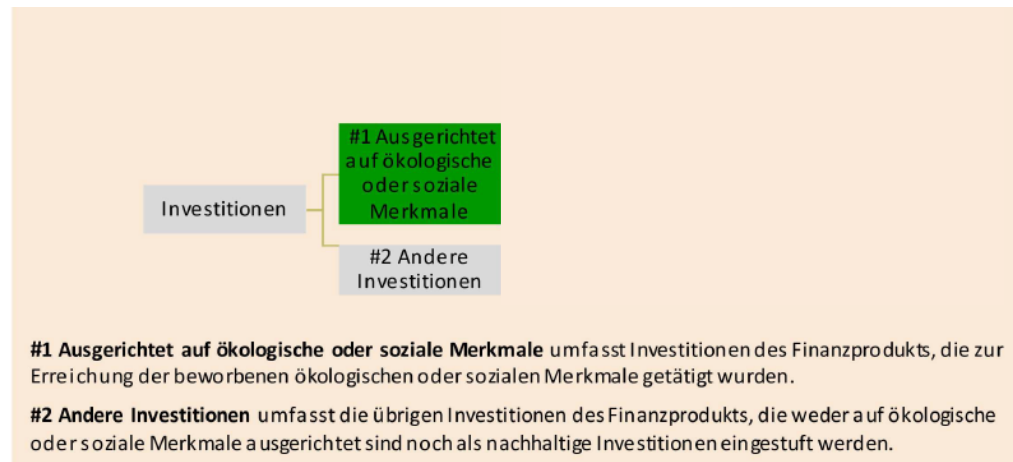 #1 Ausgerichtet
auf ökologische
oder soziale
Merkmale
Investitionen
#2 Andere
Investitionen
#1 Ausgerichtet auf ökologische oder soziale Merkmale umfasst Investitionen des Finanzprodukts, die zur
Erreichung der beworbenen ökologischen oder sozialen Merkmale getätigt wurden.
#2 Andere Investitionen umfasst die übrigen Investitionen des Finanzprodukts, die weder auf ökologische
oder soziale Merkmale ausgerichtet sind noch als nachhaltige Investitionen eingestuft werden.